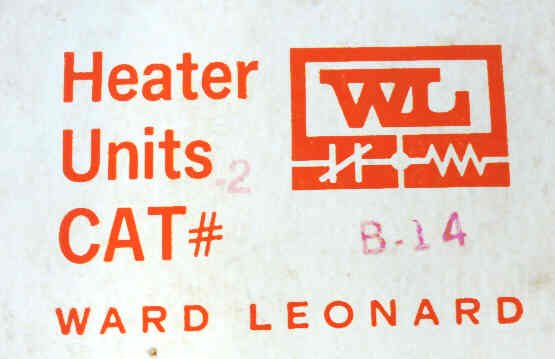 Heater
WL
Units
-2
CAT#
B-14
WARD LEONARD